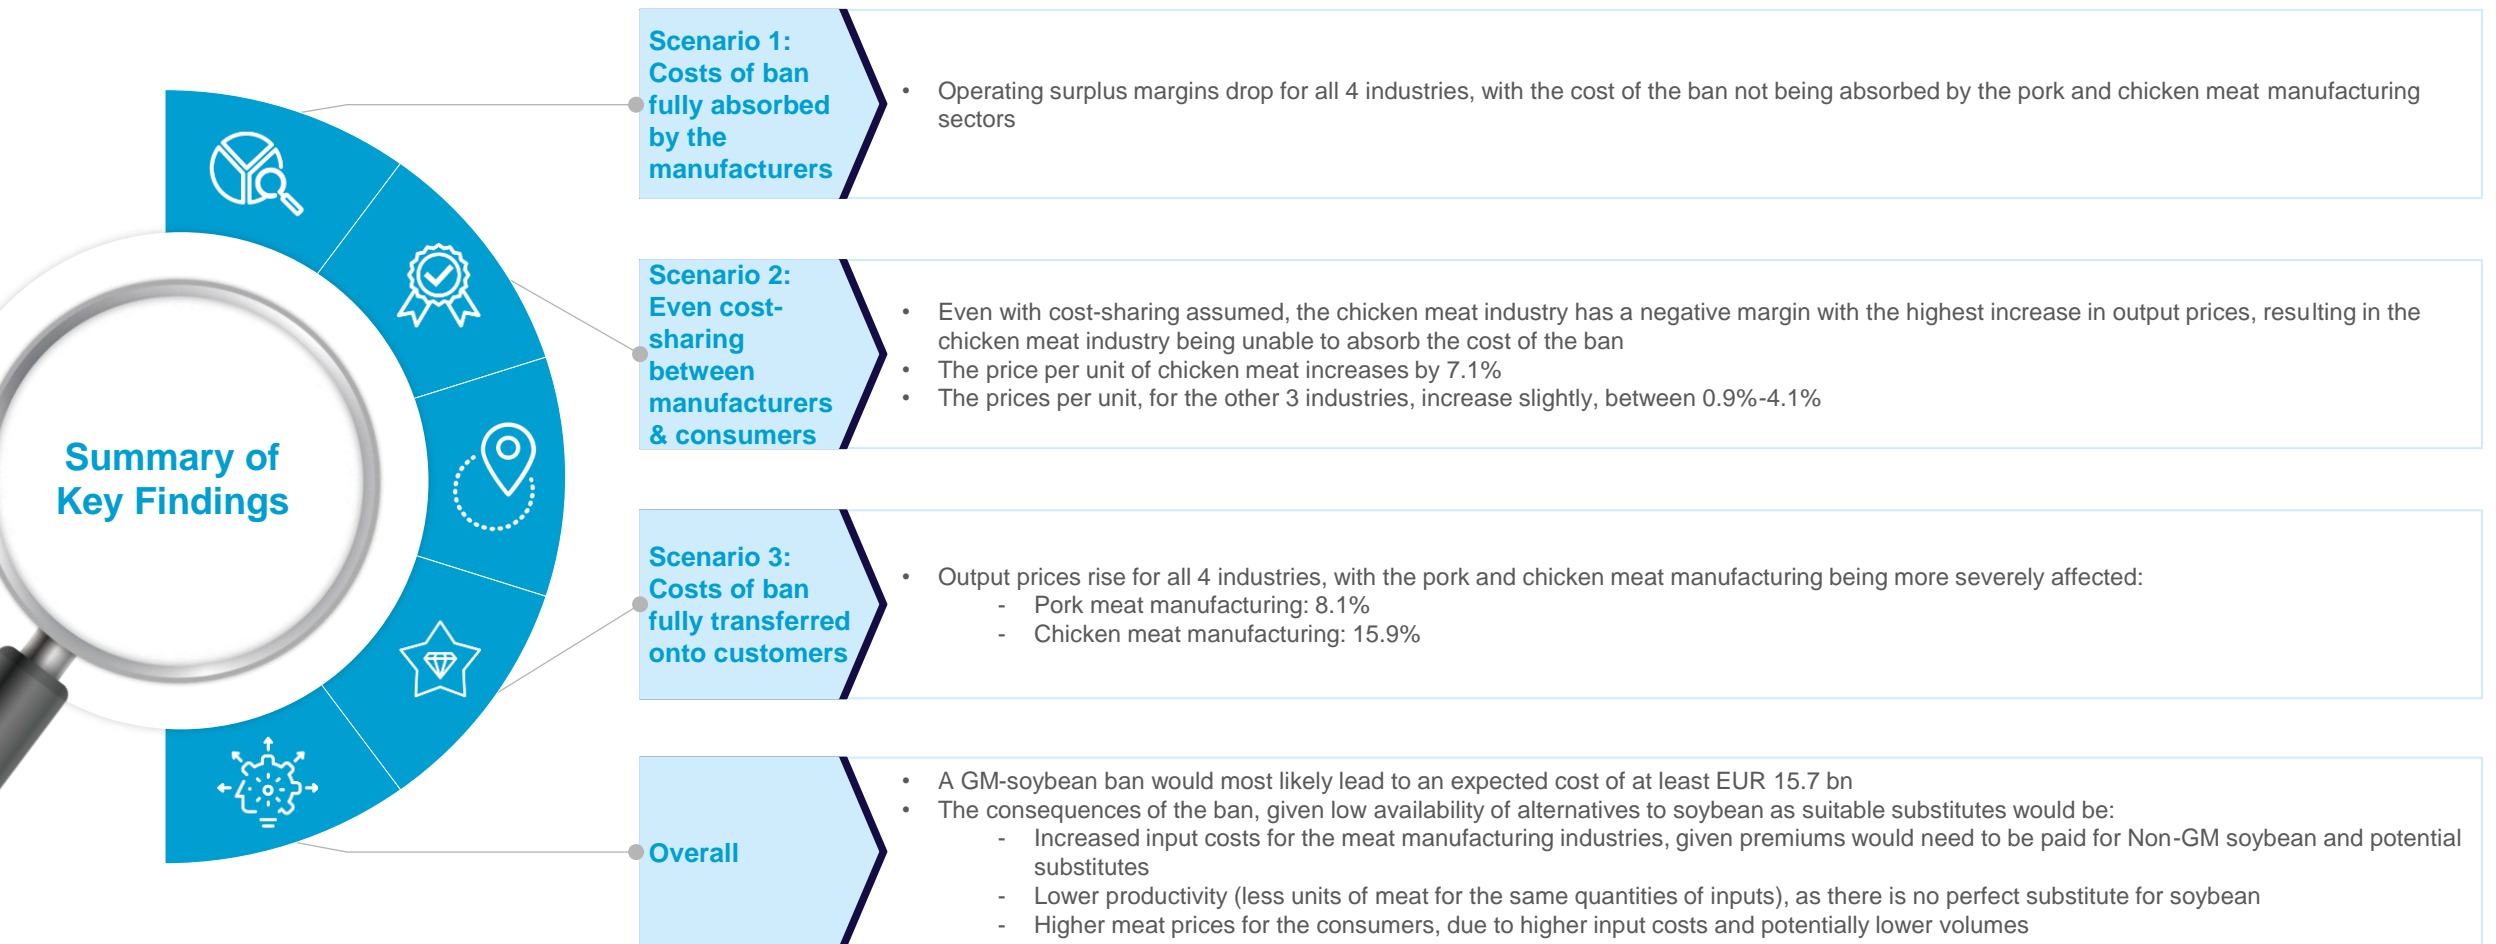 Summary of
Key Findings
Scenario 1:
Costs of ban
fully absorbed
by the
manufacturers
• Operating surplus margins drop for all 4 industries, with the cost of the ban not being absorbed by the pork and chicken meat manufacturing
sectors
Scenario 2:
Even cost-
sharing
between
manufacturers
& consumers
• Even with cost-sharing assumed, the chicken meat industry has a negative margin with the highest increase in output prices, resulting in the
chicken meat industry being unable to absorb the cost of the ban
• The price per unit of chicken meat increases by 7.1%
• The prices per unit, for the other 3 industries, increase slightly, between 0.9%-4.1%
Scenario 3:
Costs of ban
fully transferred
onto customers
• Output prices rise for all 4 industries, with the pork and chicken meat manufacturing being more severely affected:
- Pork meat manufacturing: 8.1%
- Chicken meat manufacturing: 15.9%
Overall
• A GM-soybean ban would most likely lead to an expected cost of at least EUR 15.7 bn
• The consequences of the ban, given low availability of alternatives to soybean as suitable substitutes would be:
- Increased input costs for the meat manufacturing industries, given premiums would need to be paid for Non-GM soybean and potential
substitutes
- Lower productivity (less units of meat for the same quantities of inputs), as there is no perfect substitute for soybean
- Higher meat prices for the consumers, due to higher input costs and potentially lower volumes